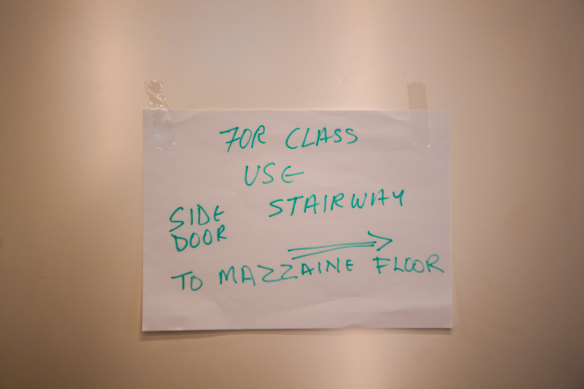 FOR CLASS
USE
SIDE STAIRWAY
DOOR
TO MAZZAINE FLOOR